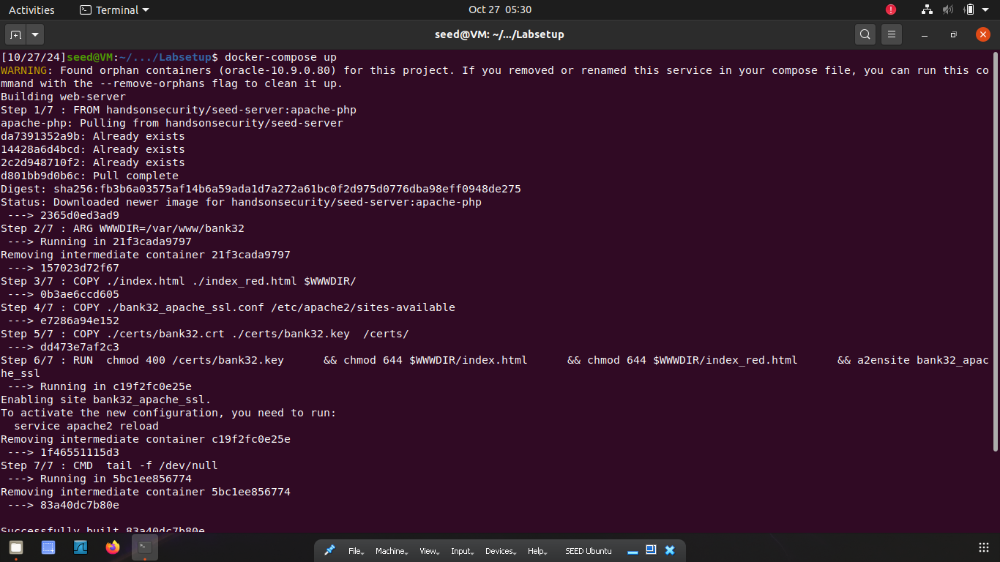 Activities
Terminal
Oct 27 05:30
seed@VM: ~/.../Labsetup
[10/27/24]seed@VM:~/.../Labsetup$ docker-compose up
WARNING: Found orphan containers (oracle-10.9.0.80) for this project. If you removed or renamed this service in your compose file, you can run this co
mmand with the --remove-orphans flag to clean it up.
Building web-server
Step 1/7 : FROM handsonsecurity/seed-server:apache-php
apache-php: Pulling from handsonsecurity/seed-server
da7391352a9b: Already exists
14428a6d4bcd: Already exists
2c2d948710f2: Already exists
d801bb9d0b6c: Pull complete
Digest: sha256:fb3b6a03575af14b6a59ada1d7a272a61bc0f2d975d0776dba98eff0948de275
Status: Downloaded newer image for handsonsecurity/seed-server:apache-php
 ---> 2365d0ed3ad9
Step 2/7 : ARG WWWDIR=/var/www/bank32
 ---> Running in 21f3cada9797
Removing intermediate container 21f3cada9797
 ---> 157023d72f67
Step 3/7 : COPY ./index.html ./index_red.html $WWWDIR/
 ---> 0b3ae6ccd605
Step 4/7 : COPY ./bank32_apache_ssl.conf /etc/apache2/sites-available
 ---> e7286a94e152
Step 5/7 : COPY ./certs/bank32.crt ./certs/bank32.key  /certs/
 ---> dd473e7af2c3
Step 6/7 : RUN  chmod 400 /certs/bank32.key      && chmod 644 $WWWDIR/index.html      && chmod 644 $WWWDIR/index_red.html      && a2ensite bank32_apac
he_ssl
 ---> Running in c19f2fc0e25e
Enabling site bank32_apache_ssl.
To activate the new configuration, you need to run:
  service apache2 reload
Removing intermediate container c19f2fc0e25e
 ---> 1f46551115d3
Step 7/7 : CMD  tail -f /dev/null
 ---> Running in 5bc1ee856774
Removing intermediate container 5bc1ee856774
 ---> 83a40dc7b80e
Successfully built 83a40dc7b80e
File
Machine
View
Input
Devices
Help
SEED Ubuntu